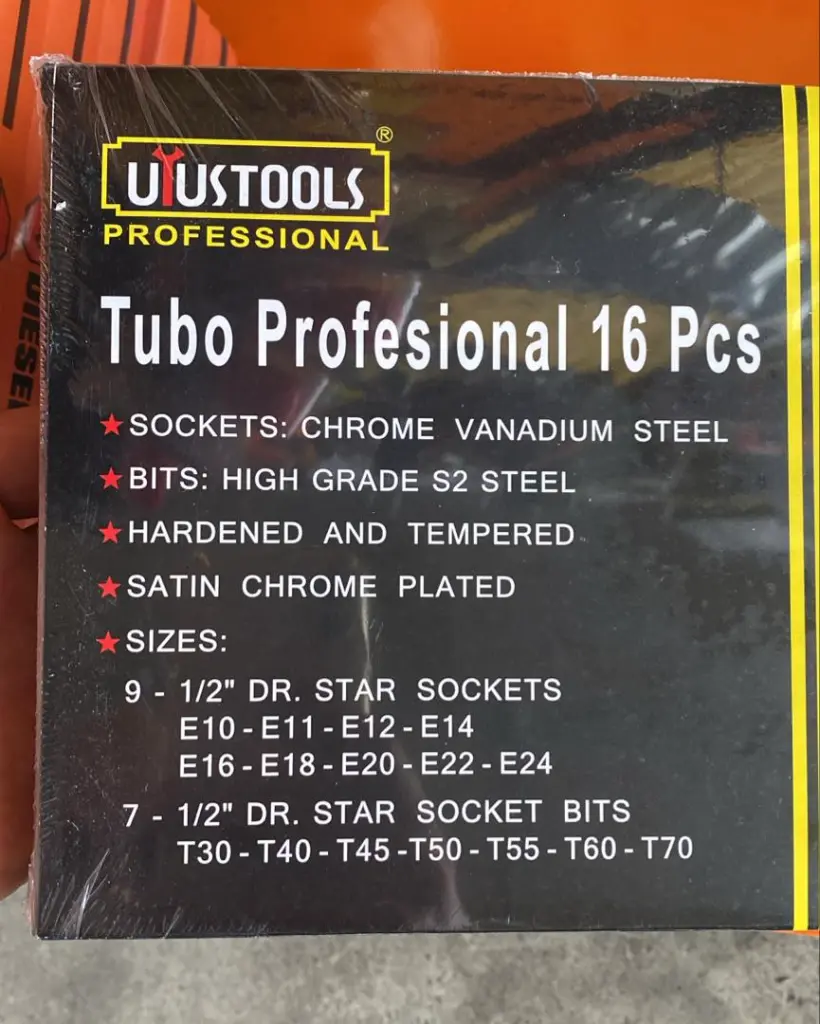 ®
UYUSTOOLS
PROFESSIONAL
Tubo Profesional 16 Pcs
★SOCKETS: CHROME VANADIUM STEEL
★BITS: HIGH GRADE S2 STEEL
★HARDENED AND TEMPERED
★SATIN CHROME PLATED
★SIZES:
9 - 1/2" DR. STAR SOCKETS
E10 - E11 - E12 - E14
E16 - E18 - E20 - E22 - E24
7 - 1/2" DR. STAR SOCKET BITS
T30 - T40 - T45 -T50 - T55 - T60 - T70